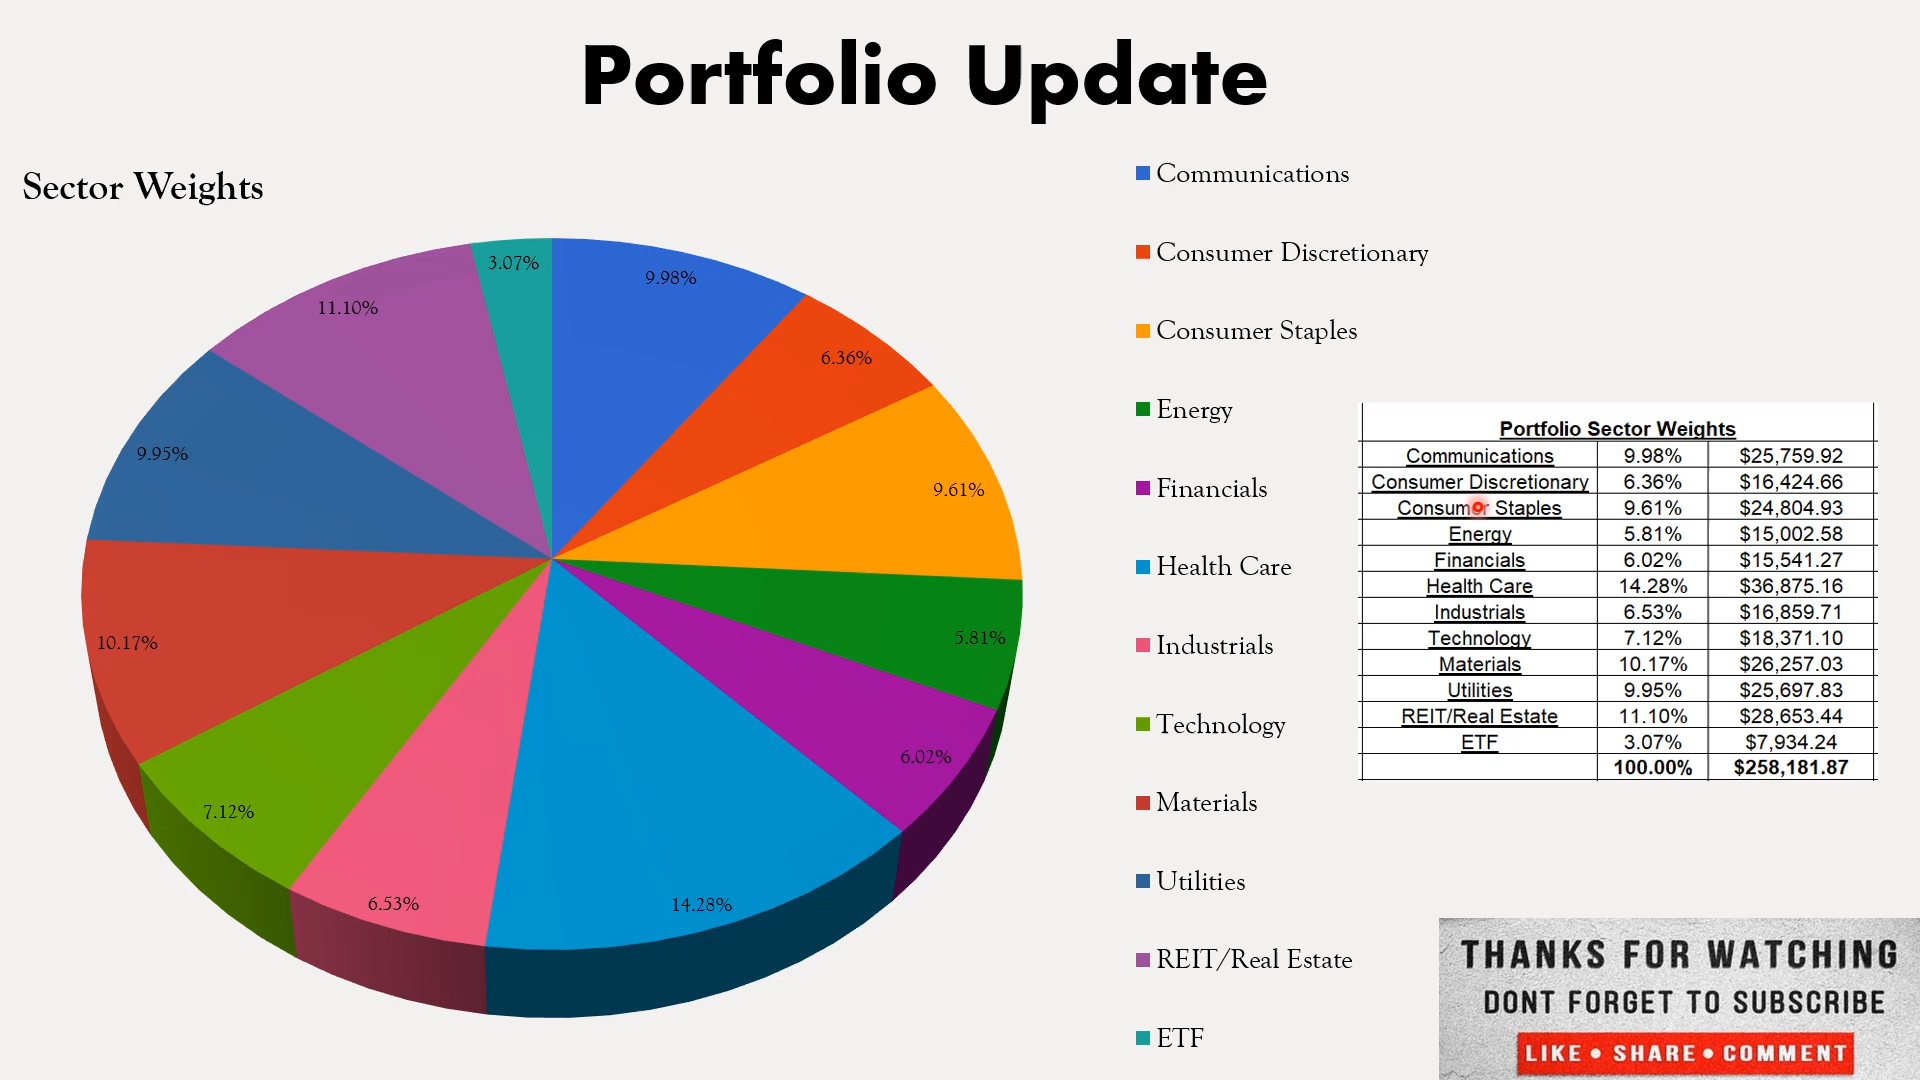 Portfolio Update
Sector Weights
3.07%
9.98%
11.10%
6.36%
9.95%
9.61%
10.17%
5.81%
7.12%
6.02%
6.53%
14.28%
Communications
Consumer Discretionary
Consumer Staples
Energy
Financials
Health Care
Industrials
Technology
Materials
Utilities
REIT/Real Estate
ETF
Portfolio Sector Weights
Communications 9.98% $25,759.92
Consumer Discretionary 6.36% $16,424.66
Consumer Staples 9.61% $24,804.93
Energy 5.81% $15,002.58
Financials 6.02% $15,541.27
Health Care 14.28% $36,875.16
Industrials 6.53% $16,859.71
Technology 7.12% $18,371.10
Materials 10.17% $26,257.03
Utilities 9.95% $25,697.83
REIT/Real Estate 11.10% $28,653.44
ETF 3.07% $7,934.24
100.00% $258,181.87
THANKS FOR WATCHING
DONT FORGET TO SUBSCRIBE
LIKE • SHARE • COMMENT